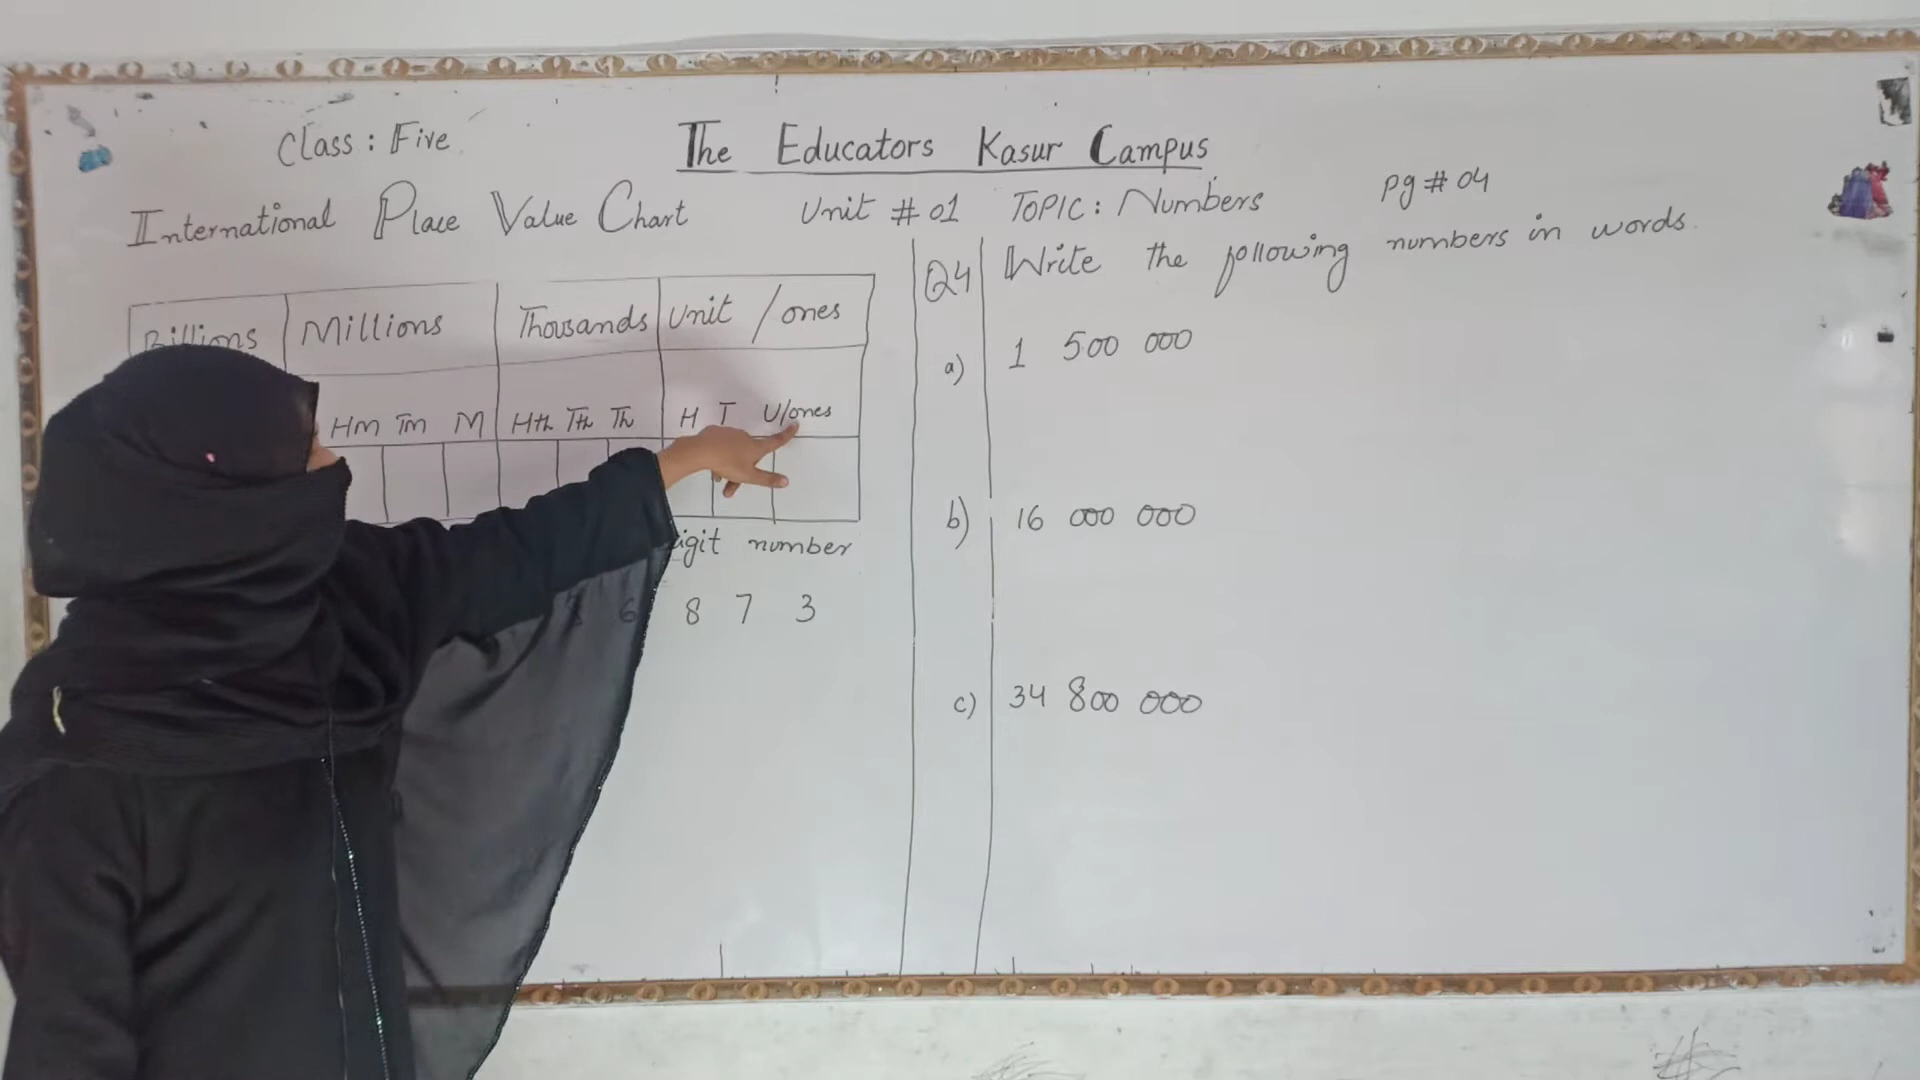 Class: Five
The Educators Kasur Campus
International Place Value Chart
Unit # 01 TOPIC: Numbers pg # 04
Billions Millions Thousands Unit / ones
Hm Tm M Hth Tth Th H T U/ones
number
6 8 7 3
Q4 Write the following numbers in words.
a) 1 500 000
b) 16 000 000
c) 34 800 000